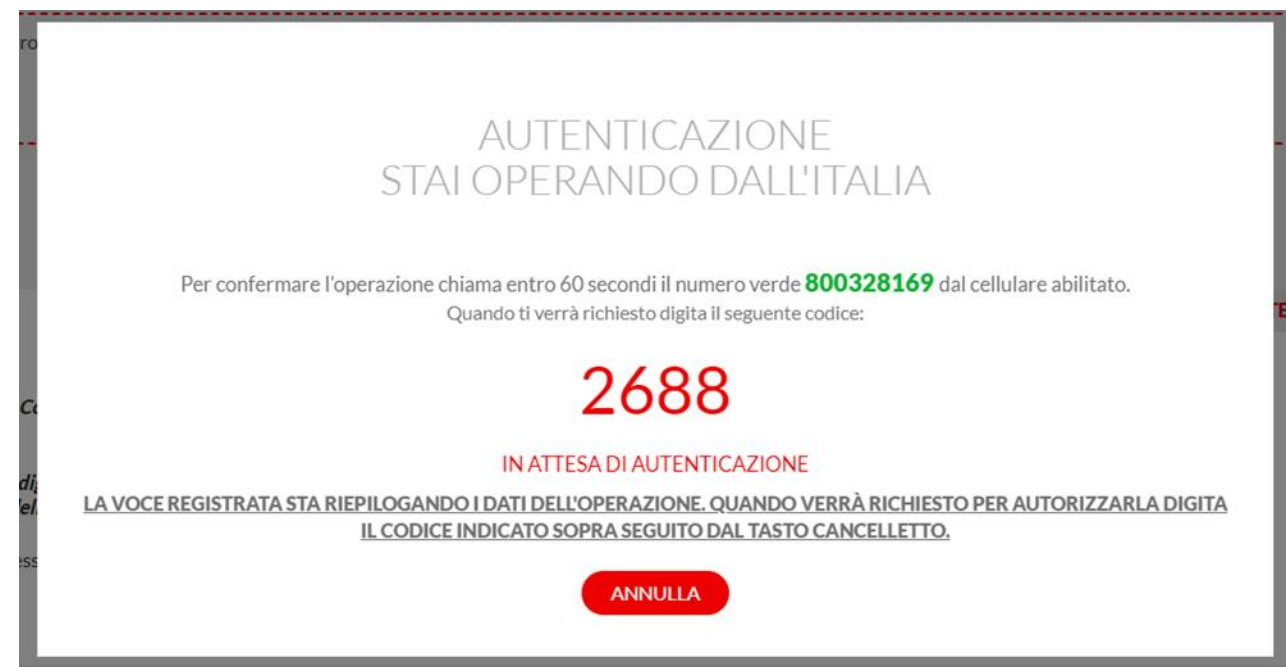 ro
AUTENTICAZIONE
STAI OPERANDO DALL'ITALIA
Per confermare l'operazione chiama entro 60 secondi il numero verde 800328169 dal cellulare abilitato.
Quando ti verrà richiesto digita il seguente codice:
2688
IN ATTESA DI AUTENTICAZIONE
LA VOCE REGISTRATA STA RIEPILOGANDO I DATI DELL'OPERAZIONE. QUANDO VERRÀ RICHIESTO PER AUTORIZZARLA DIGITA
IL CODICE INDICATO SOPRA SEGUITO DAL TASTO CANCELLETTO.
ANNULLA